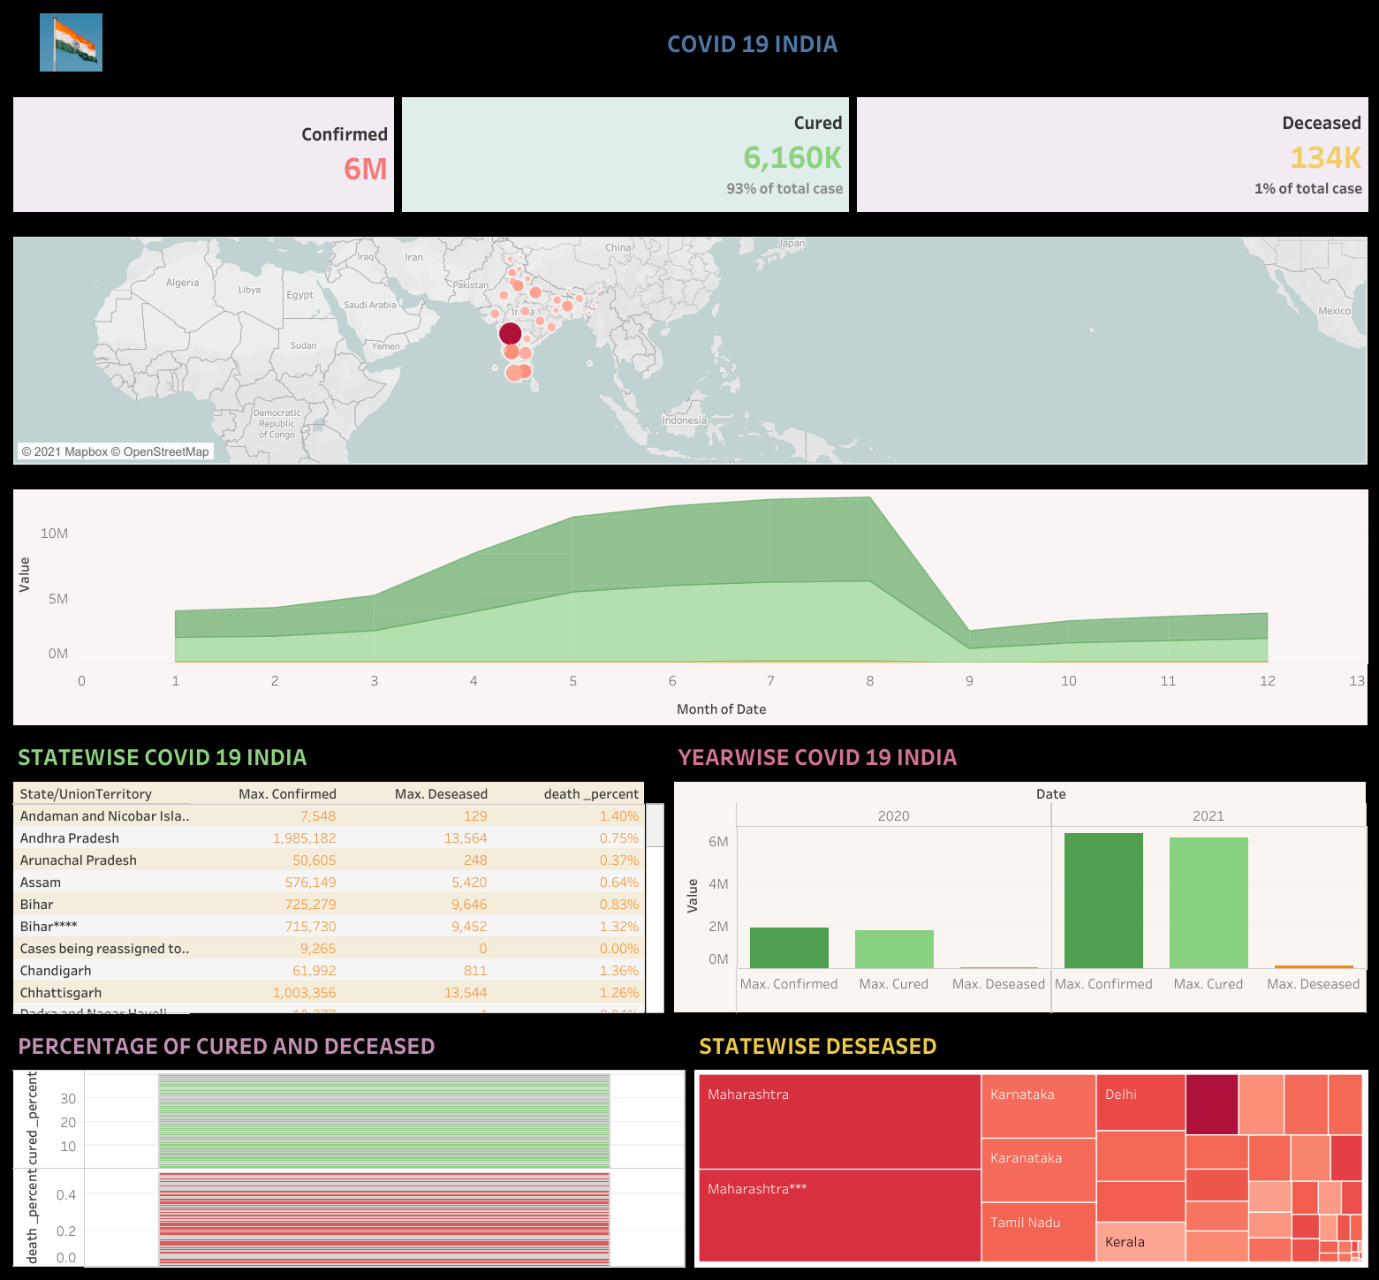 COVID 19 INDIA
Confirmed
6M
Cured
6,160K
93% of total case
Deceased
134K
1% of total case
China
Japan
Iraq
Iran
Algeria
Libya
Egypt
Pakistan
Saudi Arabia
Mexico
Sudan
Yemen
Democratic
Republic
of Congo
Indonesia
© 2021 Mapbox © OpenStreetMap
Value
10M
5M
0M
0 1 2 3 4 5 6 7 8 9 10 11 12 13
Month of Date
STATEWISE COVID 19 INDIA
State/UnionTerritory Max. Confirmed Max. Deseased death _percent
Andaman and Nicobar Isla.. 7,548 129 1.40%
Andhra Pradesh 1,985,182 13,564 0.75%
Arunachal Pradesh 50,605 248 0.37%
Assam 576,149 5,420 0.64%
Bihar 725,279 9,646 0.83%
Bihar**** 715,730 9,452 1.32%
Cases being reassigned to.. 9,265 0 0.00%
Chandigarh 61,992 811 1.36%
Chhattisgarh 1,003,356 13,544 1.26%
YEARWISE COVID 19 INDIA
Date
2020 2021
Value
6M
4M
2M
0M
Max. Confirmed Max. Cured Max. Deseased Max. Confirmed Max. Cured Max. Deseased
PERCENTAGE OF CURED AND DECEASED
cured _percent
30
20
10
death _percent
0.4
0.2
0.0
STATEWISE DESEASED
Maharashtra
Maharashtra***
Karnataka
Karanataka
Tamil Nadu
Delhi
Kerala